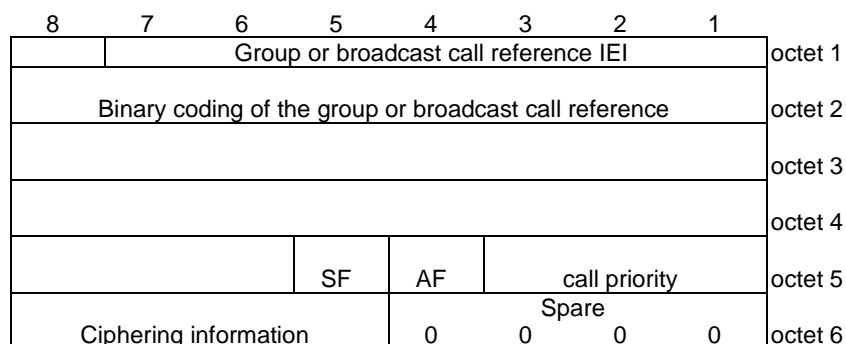 8 7 6 5 4 3 2 1
Group or broadcast call reference IEI octet 1
Binary coding of the group or broadcast call reference octet 2
octet 3
octet 4
SF AF call priority octet 5
Spare
Ciphering information 0 0 0 0 octet 6